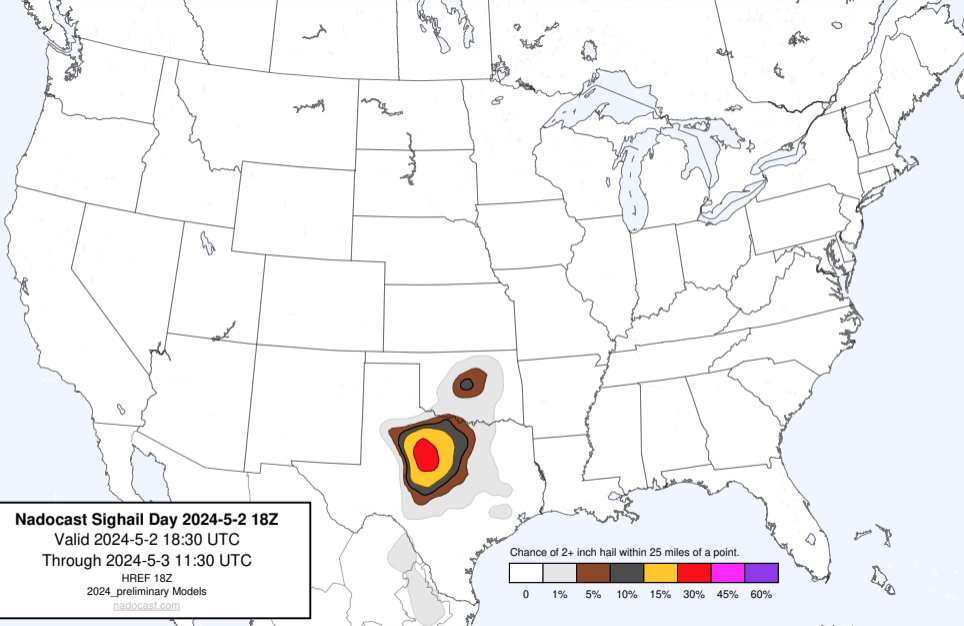 Nadocast Sighail Day 2024-5-2 18Z
Valid 2024-5-2 18:30 UTC
Through 2024-5-3 11:30 UTC
HREF 18Z
2024_preliminary Models
nadocast.com
Chance of 2+ inch hail within 25 miles of a point.
0 1% 5% 10% 15% 30% 45% 60%